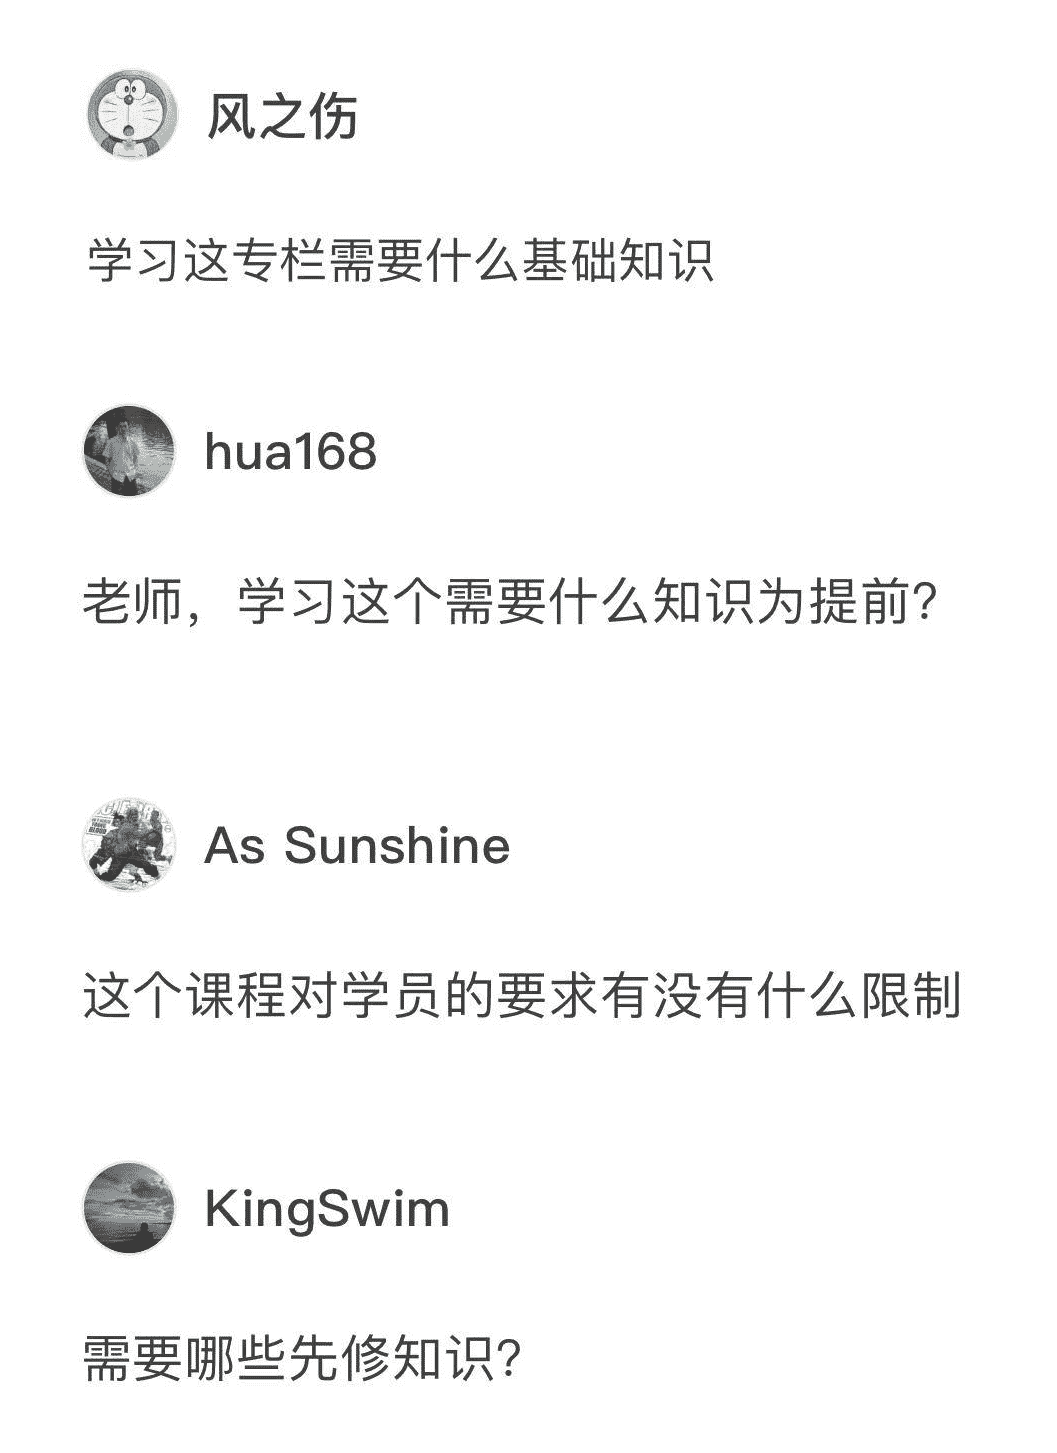 风之伤
学习这专栏需要什么基础知识
hua168
老师，学习这个需要什么知识为提前？
As Sunshine
这个课程对学员的要求有没有什么限制
KingSwim
需要哪些先修知识？